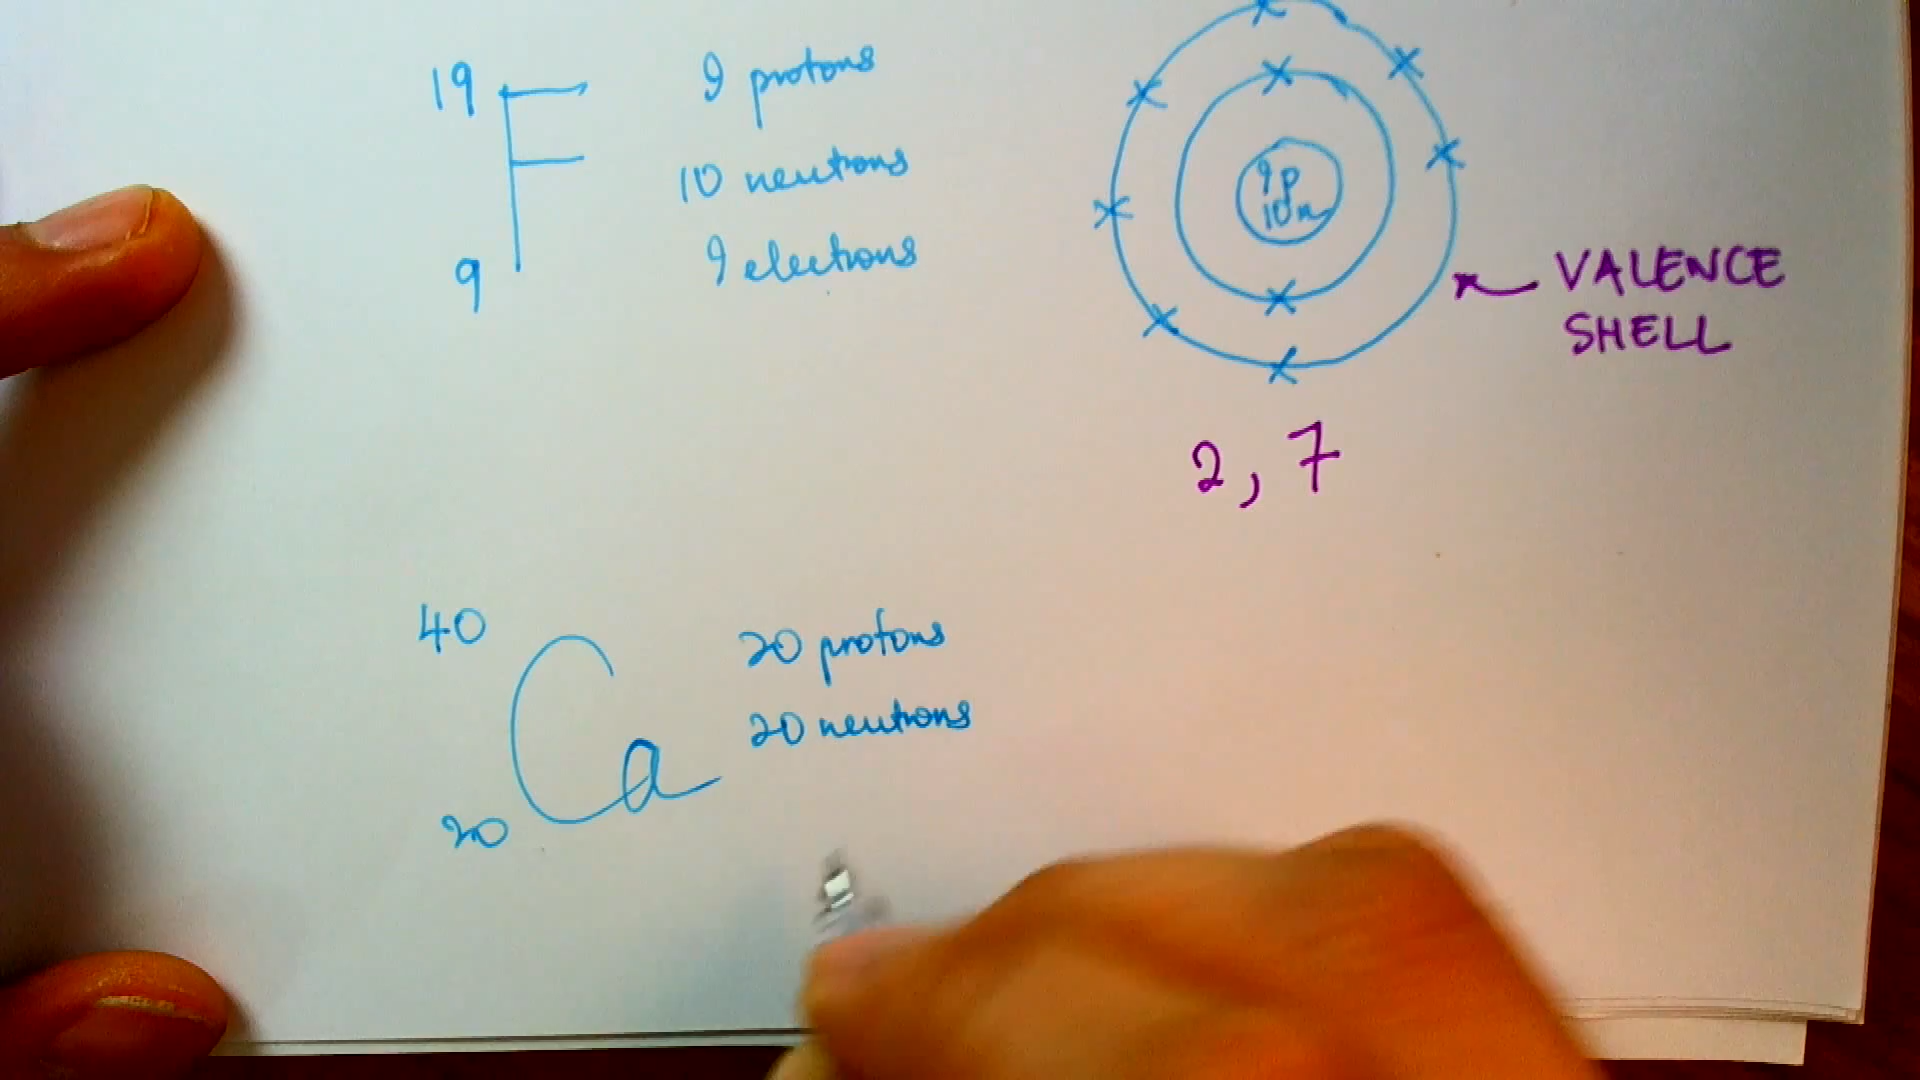 19
F
9
9 protons
10 neutrons
9 electrons
9p
10n
VALENCE
SHELL
2, 7
40
Ca
20
20 protons
20 neutrons